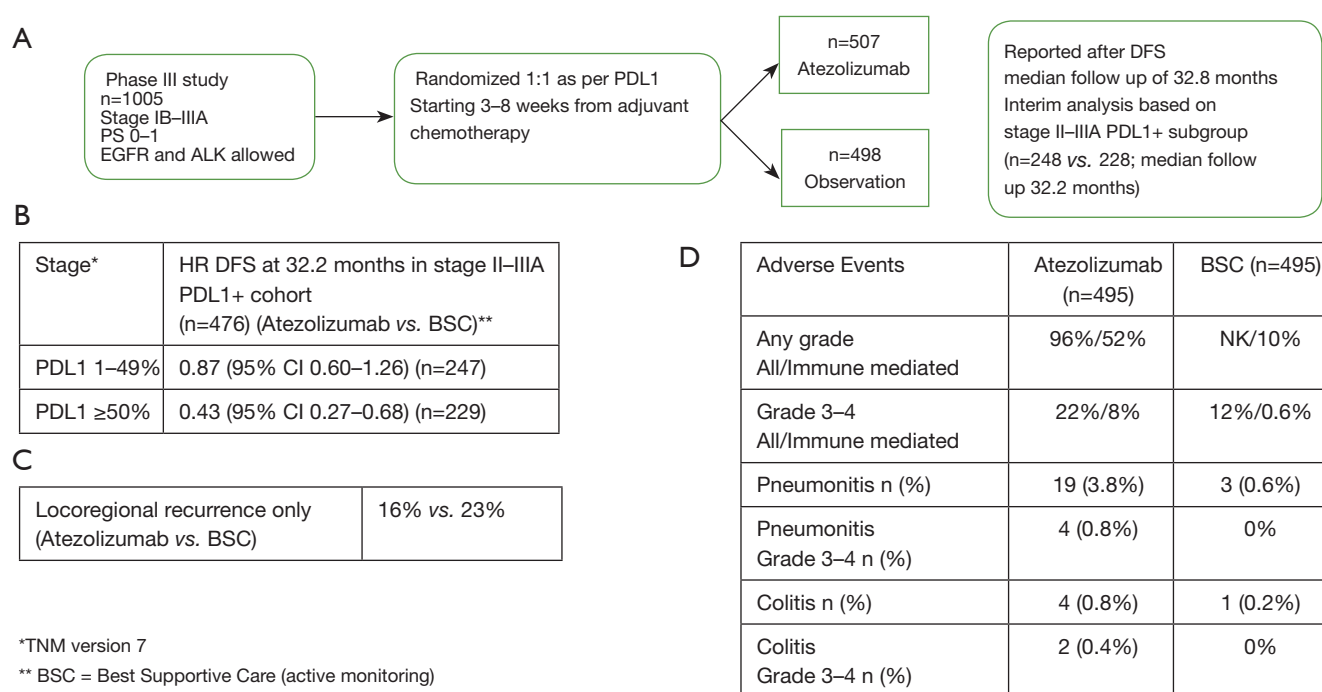 A
Phase III study
n=1005
Stage IB–IIIA
PS 0–1
EGFR and ALK allowed
Randomized 1:1 as per PDL1
Starting 3–8 weeks from adjuvant
chemotherapy
n=507
Atezolizumab
n=498
Observation
Reported after DFS
median follow up of 32.8 months
Interim analysis based on
stage II–IIIA PDL1+ subgroup
(n=248 vs. 228; median follow
up 32.2 months)
B
Stage*
HR DFS at 32.2 months in stage II–IIIA
PDL1+ cohort
(n=476) (Atezolizumab vs. BSC)**
PDL1 1–49% 0.87 (95% CI 0.60–1.26) (n=247)
PDL1 ≥50% 0.43 (95% CI 0.27–0.68) (n=229)
C
Locoregional recurrence only
(Atezolizumab vs. BSC)
16% vs. 23%
*TNM version 7
** BSC = Best Supportive Care (active monitoring)
D
Adverse Events
Atezolizumab
(n=495)
BSC (n=495)
Any grade
All/Immune mediated
96%/52%
NK/10%
Grade 3–4
All/Immune mediated
22%/8%
12%/0.6%
Pneumonitis n (%) 19 (3.8%) 3 (0.6%)
Pneumonitis
Grade 3–4 n (%)
4 (0.8%)
0%
Colitis n (%) 4 (0.8%) 1 (0.2%)
Colitis
Grade 3–4 n (%)
2 (0.4%)
0%